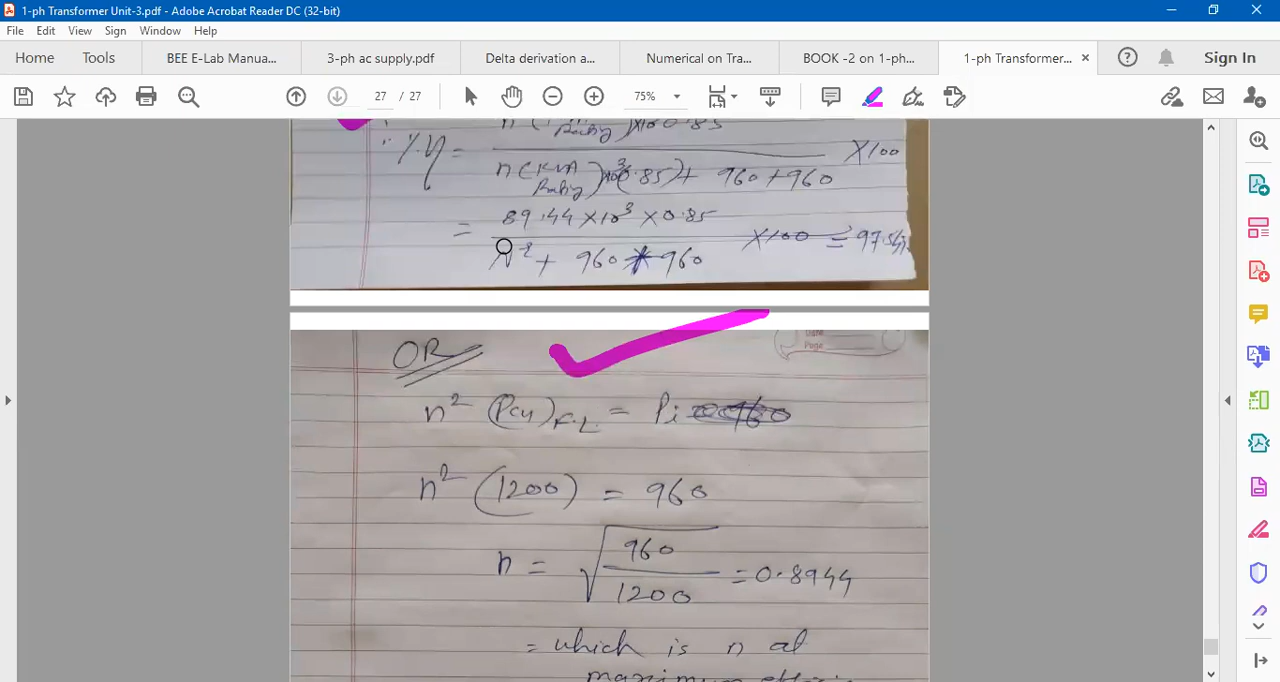 1-ph Transformer Unit-3.pdf - Adobe Acrobat Reader DC (32-bit)
File Edit View Sign Window Help
Home Tools BEE E-Lab Manua... 3-ph ac supply.pdf Delta derivation a... Numerical on Tra... BOOK -2 on 1-ph... 1-ph Transformer... × Sign In
27 / 27 75%
∴ % η = × 100
n (KVA Rating) × 10³ (0.85) + 960 + 960
= 89.44 × 10³ × 0.85
+ 960 + 960 × 100 = 97.54%
Date
Page
OR
n² (Pcu)F.L. = Pi
n² (1200) = 960
n = √ 960 / 1200 = 0.8944
= which is n at